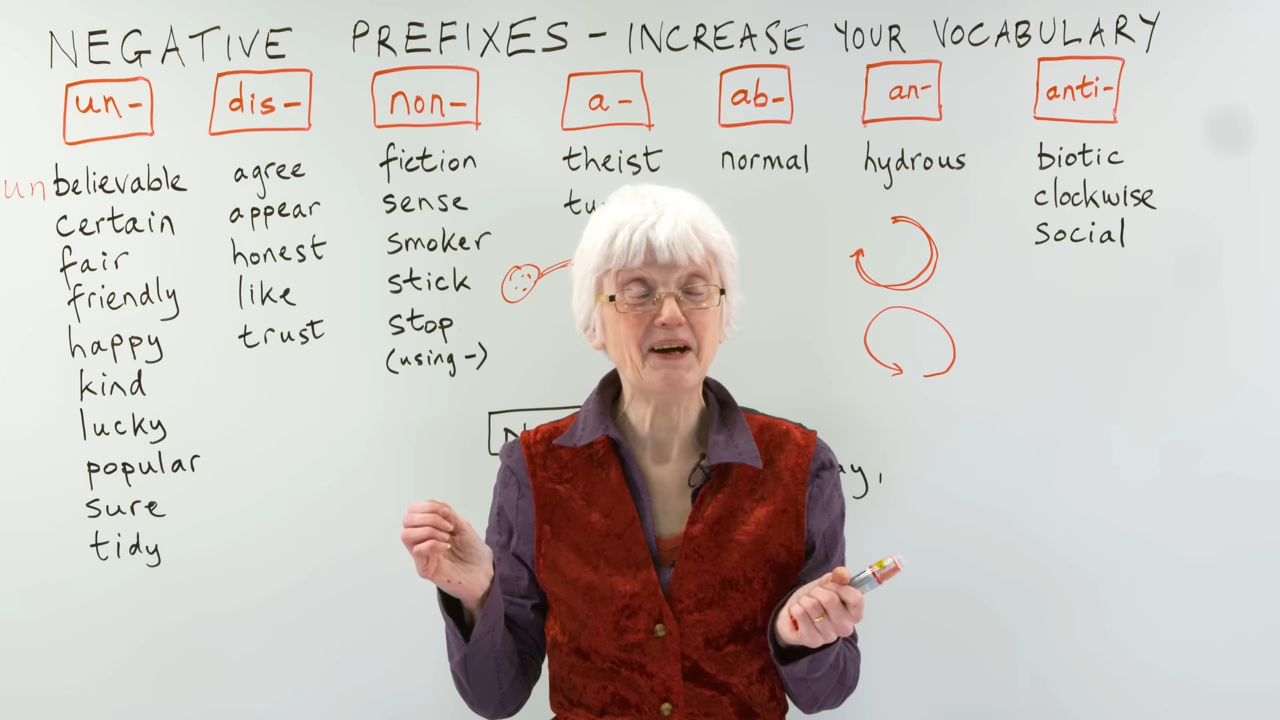 NEGATIVE PREFIXES - INCREASE YOUR VOCABULARY
un-
un believable
certain
fair
friendly
happy
kind
lucky
popular
sure
tidy
dis-
agree
appear
honest
like
trust
non-
fiction
sense
smoker
stick
stop
(using -)
a-
theist
ab-
normal
an-
hydrous
anti-
biotic
clockwise
social